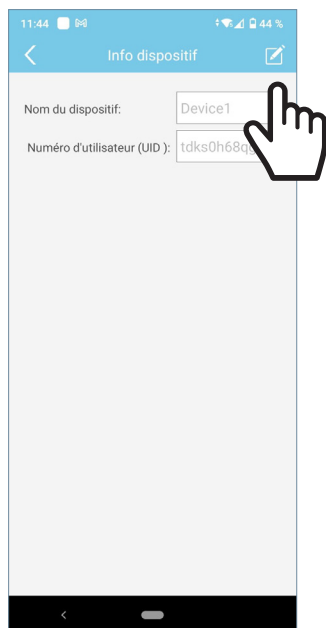 11:44 44 %
Info dispositif
Nom du dispositif: Device1
Numéro d'utilisateur (UID ):